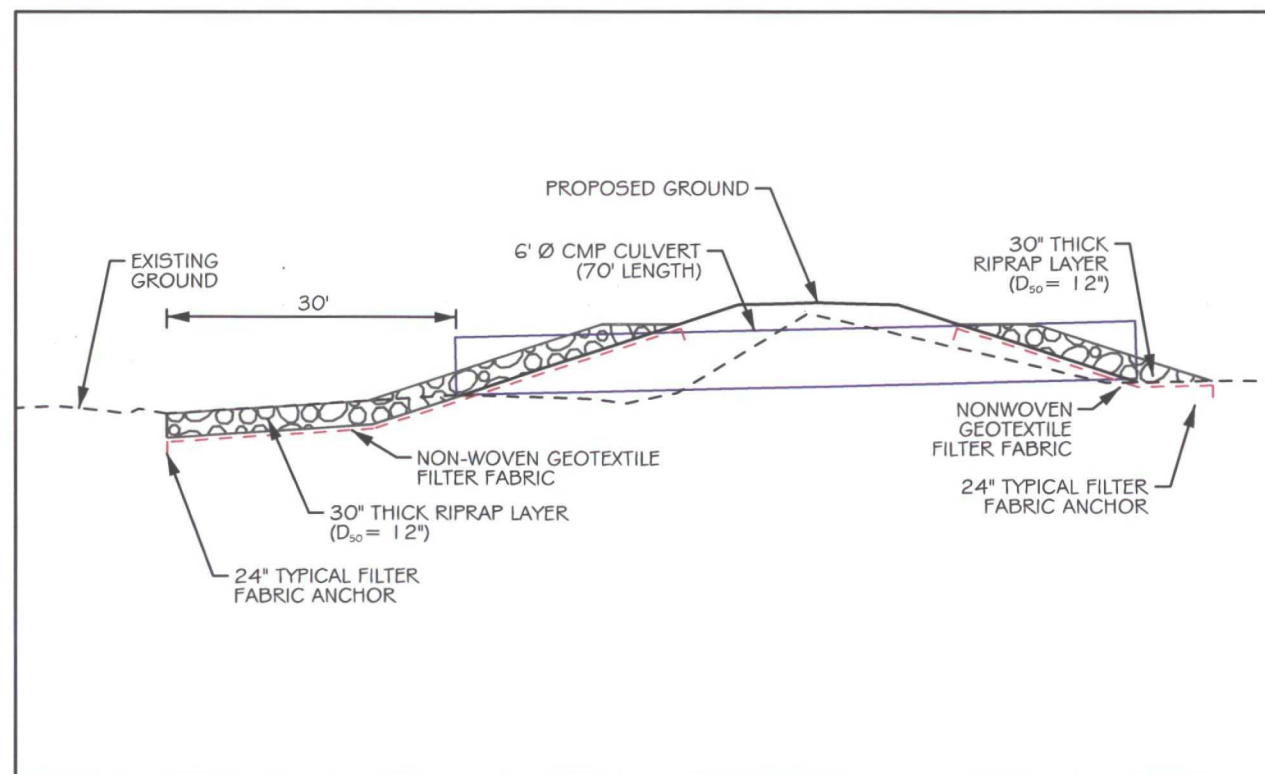 PROPOSED GROUND
6' Ø CMP CULVERT
(70' LENGTH)
EXISTING
GROUND
30'
30" THICK
RIPRAP LAYER
(D₅₀ = 12")
NONWOVEN
GEOTEXTILE
FILTER FABRIC
NON-WOVEN GEOTEXTILE
FILTER FABRIC
24" TYPICAL FILTER
FABRIC ANCHOR
30" THICK RIPRAP LAYER
(D₅₀ = 12")
24" TYPICAL FILTER
FABRIC ANCHOR